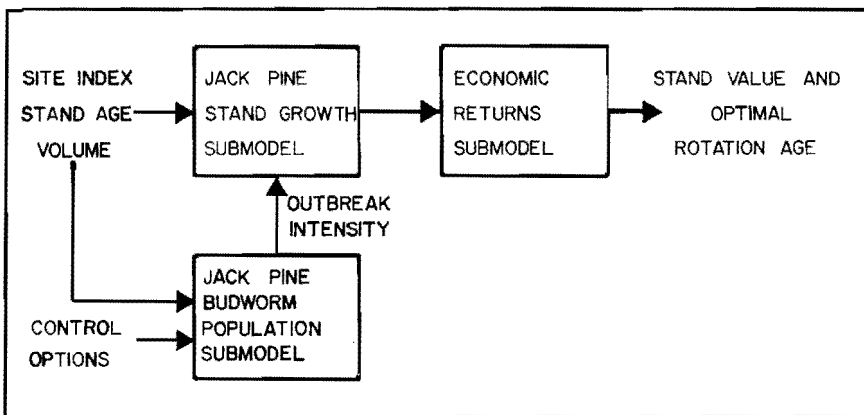 SITE INDEX
STAND AGE
VOLUME
JACK PINE
STAND GROWTH
SUBMODEL
ECONOMIC
RETURNS
SUBMODEL
STAND VALUE AND
OPTIMAL
ROTATION AGE
OUTBREAK
INTENSITY
JACK PINE
BUDWORM
POPULATION
SUBMODEL
CONTROL
OPTIONS